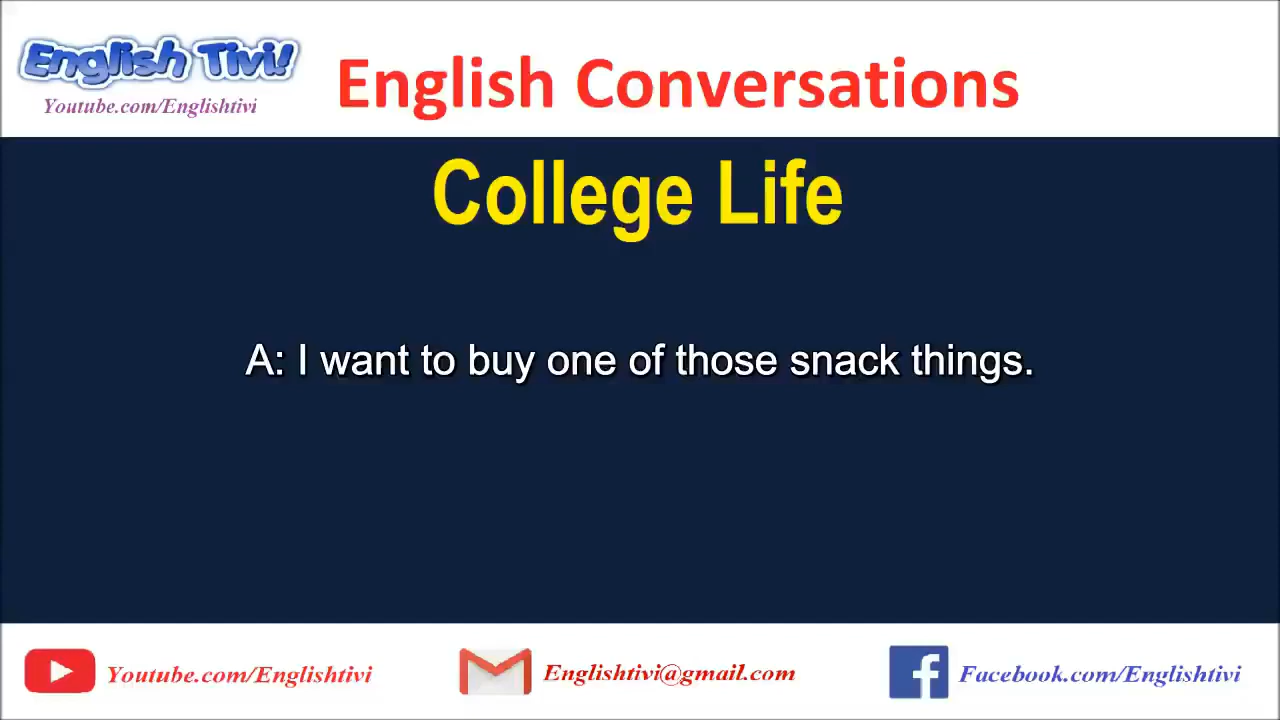 English Tivi!
Youtube.com/Englishtivi
English Conversations
College Life
A: I want to buy one of those snack things.
Youtube.com/Englishtivi
Englishtivi@gmail.com
Facebook.com/Englishtivi